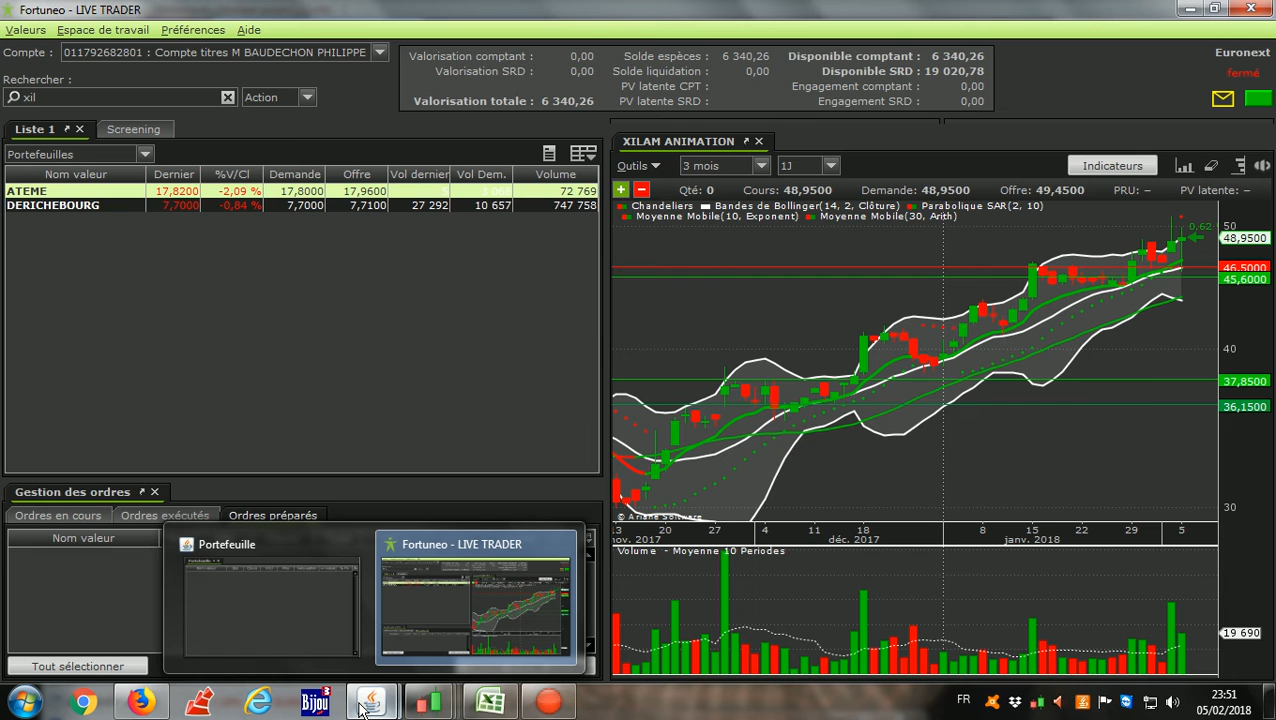 Fortuneo - LIVE TRADER
Valeurs Espace de travail Préférences Aide
Compte : 011792682801 : Compte titres M BAUDECHON PHILIPPE
Rechercher :
xil Action
Valorisation comptant : 0,00 Solde espèces : 6 340,26 Disponible comptant : 6 340,26
Valorisation SRD : 0,00 Solde liquidation : 0,00 Disponible SRD : 19 020,78
PV latente CPT : Engagement comptant : 0,00
Valorisation totale : 6 340,26 PV latente SRD : Engagement SRD : 0,00
Euronext
fermé
Liste 1 Screening
Portefeuilles
Nom valeur Dernier %V/Cl Demande Offre Vol dernier Vol Dem. Volume
ATEME 17,8200 -2,09 % 17,8000 17,9600 72 769
DERICHEBOURG 7,7000 -0,84 % 7,7000 7,7100 27 292 10 657 747 758
XILAM ANIMATION
Outils 3 mois 1J Indicateurs
Qté: 0 Cours: 48,9500 Demande: 48,9500 Offre: 49,4500 PRU: – PV latente: –
Chandeliers Bandes de Bollinger(14, 2, Clôture) Parabolique SAR(2, 10)
Moyenne Mobile(10, Exponent) Moyenne Mobile(30, Arith)
0,62
50
48,9500
46,5000
45,6000
40
37,8500
36,1500
30
© Ariane Software
13 20 27 4 11 18 8 15 22 29 5
nov. 2017 déc. 2017 janv. 2018
Volume - Moyenne 10 Periodes
19 690
Gestion des ordres
Ordres en cours Ordres exécutés Ordres préparés
Nom valeur
Tout sélectionner
Portefeuille
Fortuneo - LIVE TRADER
Bijou 3
FR
23:51
05/02/2018